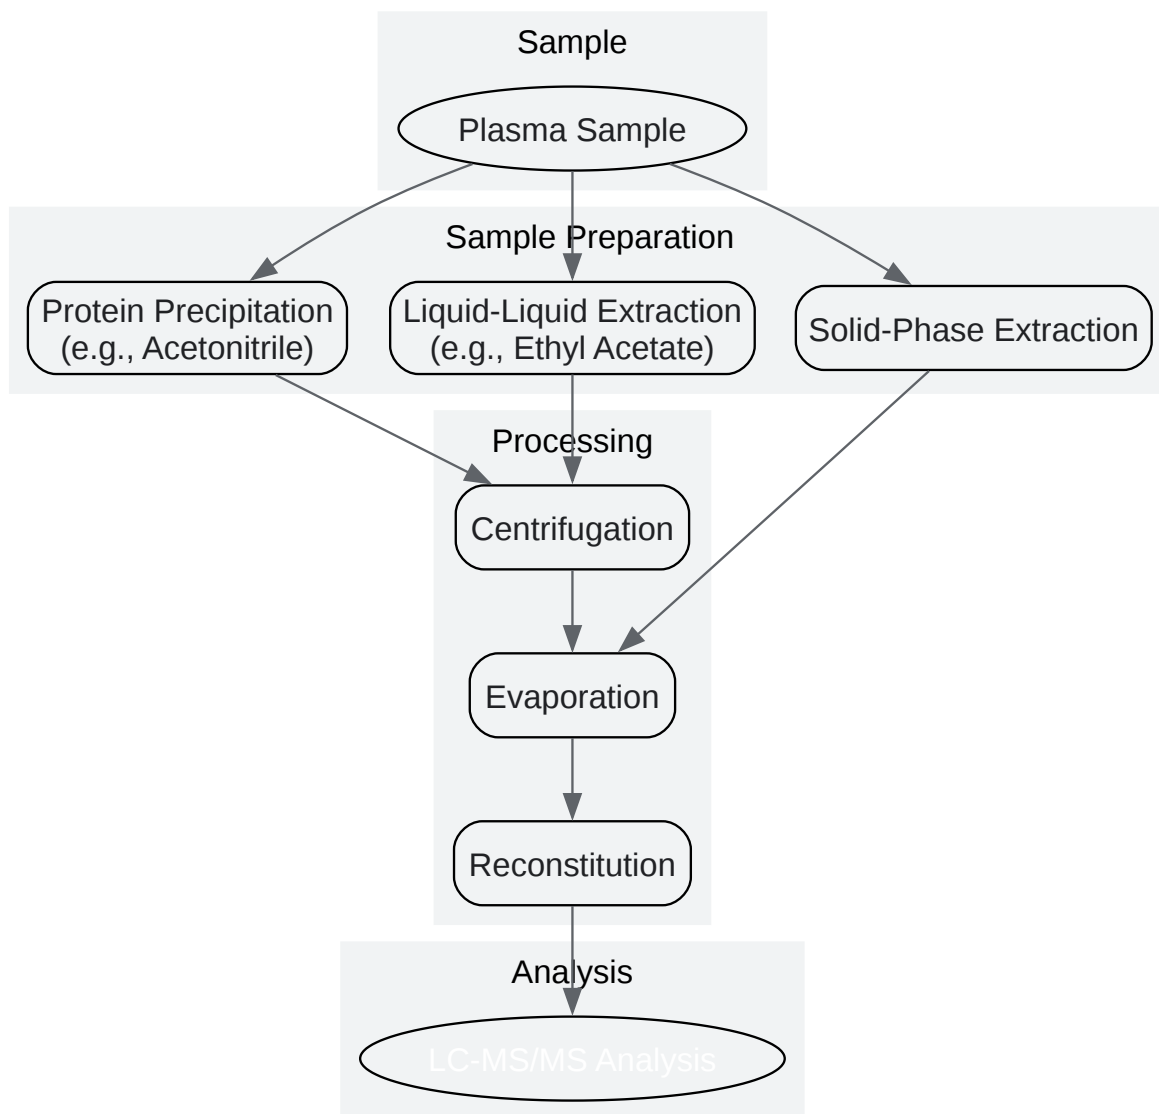 Sample
Plasma Sample
Sample Preparation
Protein Precipitation
(e.g., Acetonitrile)
Liquid-Liquid Extraction
(e.g., Ethyl Acetate)
Solid-Phase Extraction
Processing
Centrifugation
Evaporation
Reconstitution
Analysis
LC-MS/MS Analysis